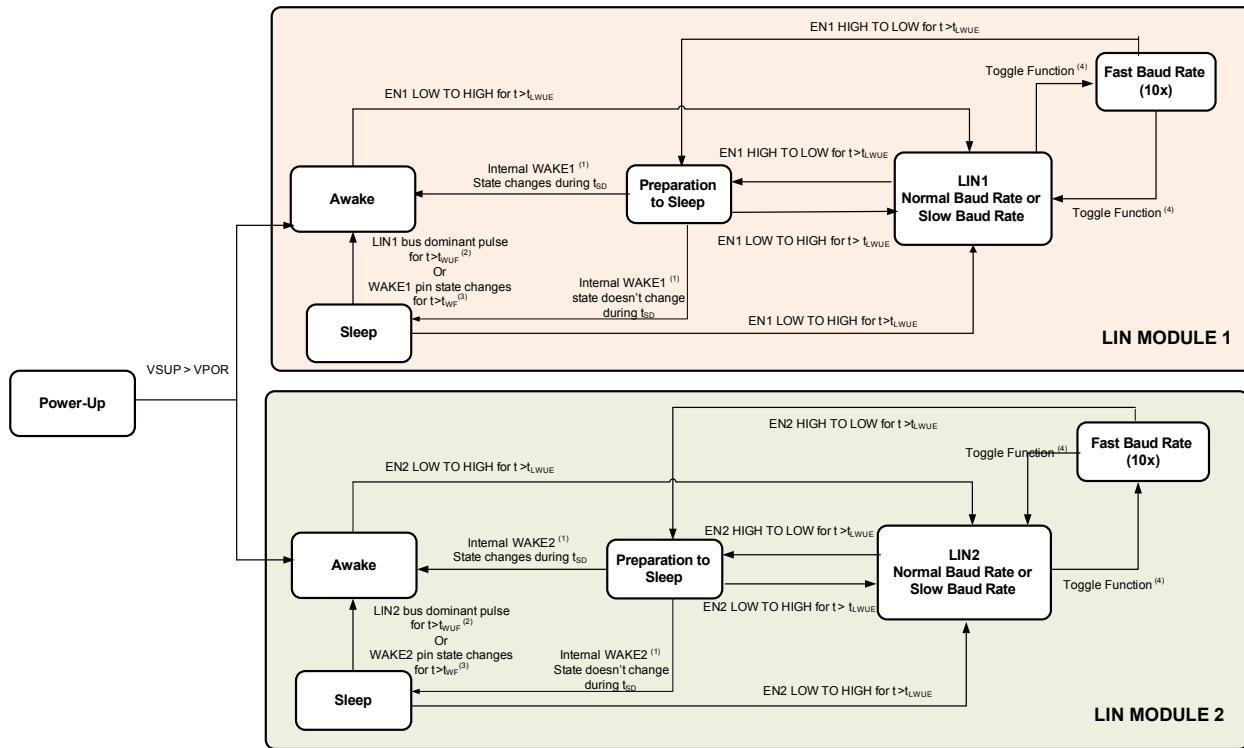 EN1 HIGH TO LOW for t >tLWUE
Toggle Function (4)
Fast Baud Rate
(10x)
EN1 LOW TO HIGH for t>tLWUE
Internal WAKE1 (1)
State changes during tSD
EN1 HIGH TO LOW for t >tLWUE
Awake
Preparation
to Sleep
LIN1
Normal Baud Rate or
Slow Baud Rate
Toggle Function (4)
EN1 LOW TO HIGH for t> tLWUE
LIN1 bus dominant pulse
for t>tWUF (2)
Or
WAKE1 pin state changes
for t>tWF (3)
Internal WAKE1 (1)
state doesn't change
during tSD
Sleep
EN1 LOW TO HIGH for t>tLWUE
LIN MODULE 1
VSUP > VPOR
Power-Up
EN2 HIGH TO LOW for t >tLWUE
Toggle Function (4)
Fast Baud Rate
(10x)
EN2 LOW TO HIGH for t >tLWUE
Internal WAKE2 (1)
State changes during tSD
EN2 HIGH TO LOW for t >tLWUE
Awake
Preparation to
Sleep
LIN2
Normal Baud Rate or
Slow Baud Rate
Toggle Function (4)
EN2 LOW TO HIGH for t> tLWUE
LIN2 bus dominant pulse
for t>tWUF (2)
Or
WAKE2 pin state changes
for t>tWF (3)
Internal WAKE2 (1)
State doesn't change
during tSD
Sleep
EN2 LOW TO HIGH for t >tLWUE
LIN MODULE 2